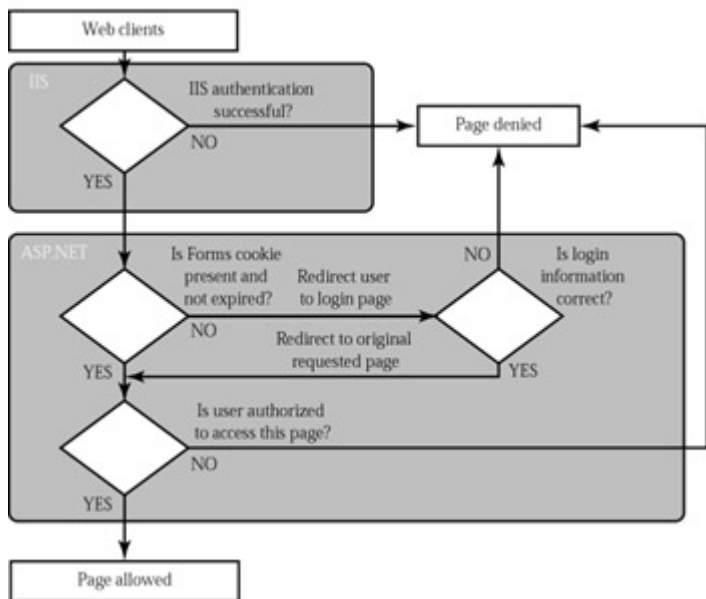 Web clients
IIS
IIS authentication
successful?
NO
Page denied
YES
ASP.NET
Is Forms cookie
present and
not expired?
NO
Redirect user
to login page
NO
Is login
information
correct?
Redirect to original
requested page
YES
YES
Is user authorized
to access this page?
NO
YES
Page allowed